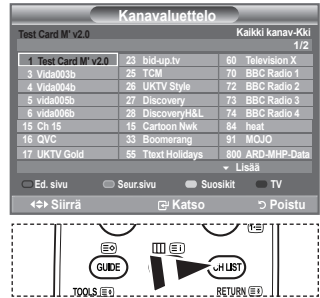 Kanavaluettelo
Test Card M' v2.0 Kaikki kanav-Kki
1/2
1 Test Card M' v2.0 23 bid-up.tv 60 Television X
3 Vida003b 25 TCM 70 BBC Radio 1
4 Vida004b 26 UKTV Style 72 BBC Radio 2
5 vida005b 27 Discovery 73 BBC Radio 3
6 vida006b 28 DiscoveryH&L 74 BBC Radio 4
15 Ch 15 15 Cartoon Nwk 84 heat
16 QVC 33 Boomerang 91 MOJO
17 UKTV Gold 55 Ttext Holidays 800 ARD-MHP-Data
Lisää
Ed. sivu Seur.sivu Suosikit TV
Siirrä Katso Poistu
GUIDE CH LIST
TOOLS RETURN